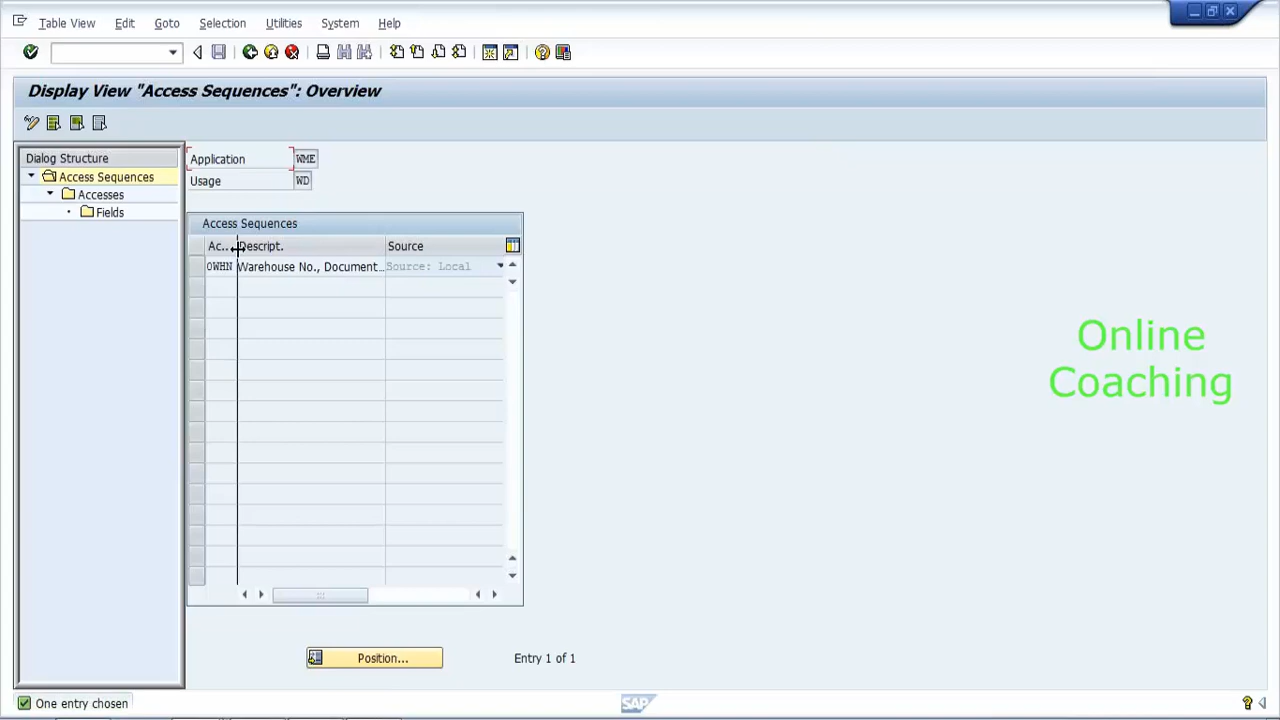 Table View Edit Goto Selection Utilities System Help
Display View "Access Sequences": Overview
Dialog Structure
Access Sequences
Accesses
Fields
Application WME
Usage WD
Access Sequences
Ac.. Descript. Source
0WHN Warehouse No., Document... Source: Local
Online
Coaching
Position... Entry 1 of 1
One entry chosen
SAP